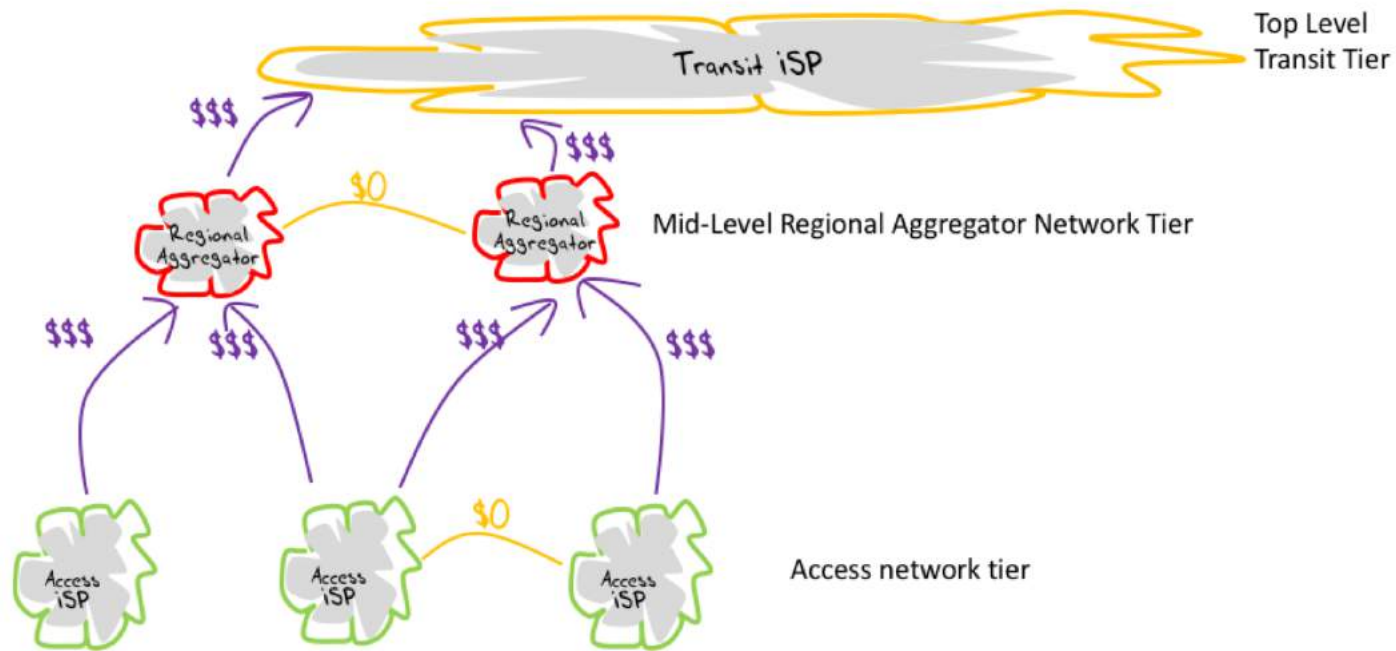 Top Level
Transit Tier
Transit iSP
$$$
$$$
$0
Regional
Aggregator
Regional
Aggregator
Mid-Level Regional Aggregator Network Tier
$$$
$$$
$$$
$$$
$0
Access
iSP
Access
iSP
Access
iSP
Access network tier